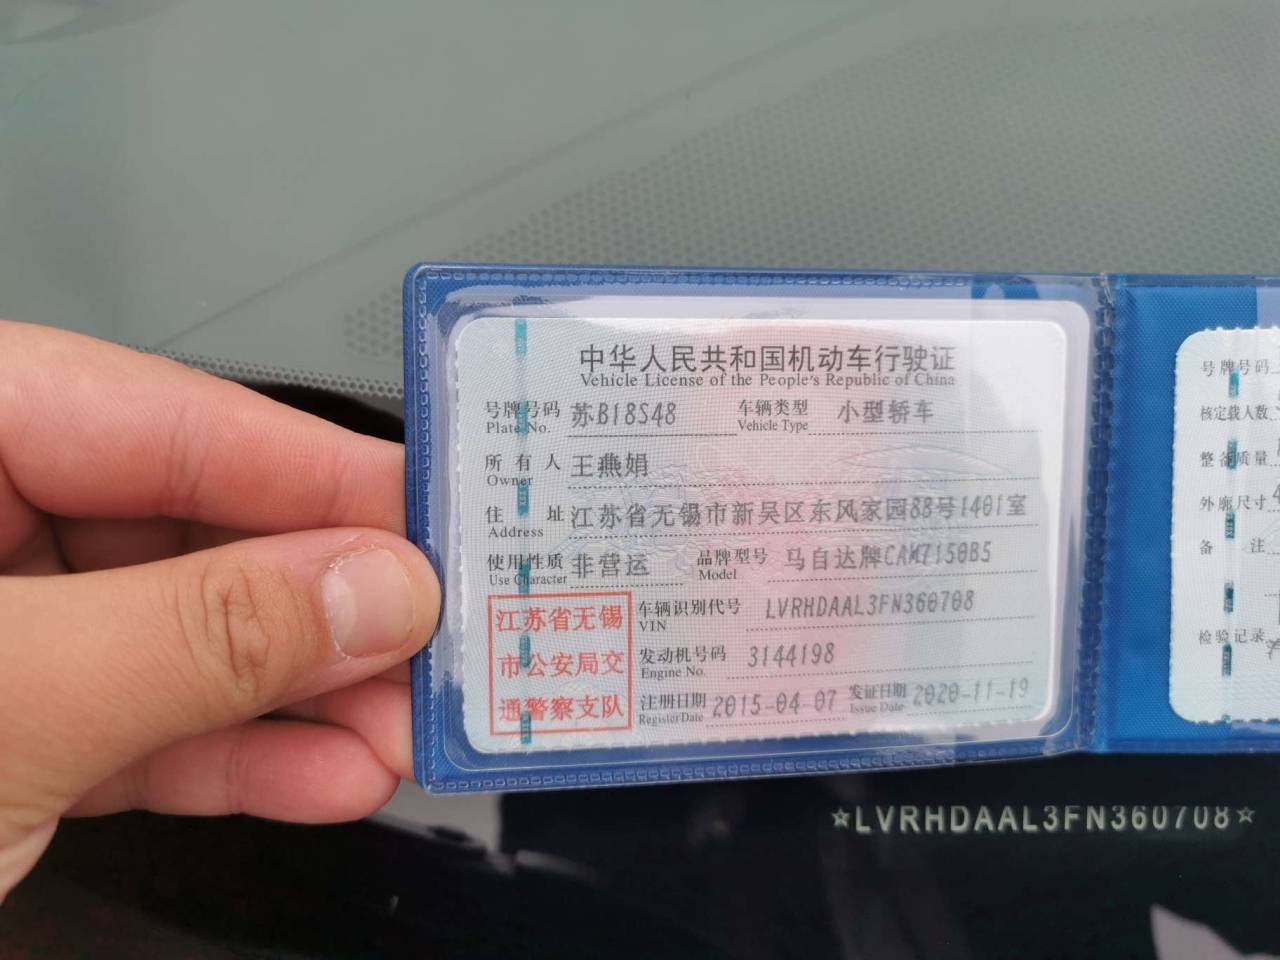 中华人民共和国机动车行驶证
Vehicle License of the People's Republic of China
号牌号码 苏B18S48 车辆类型 小型轿车
Plate No. Vehicle Type
所有人 王燕娟
Owner
住址 江苏省无锡市新吴区东风家园88号1401室
Address
使用性质 非营运 品牌型号 马自达牌CAM7150B5
Use Character Model
江苏省无锡
市公安局交
通警察支队
车辆识别代号 LVRHDAAL3FN360708
VIN
发动机号码 3144198
Engine No.
注册日期 2015-04-07 发证日期 2020-11-19
Register Date Issue Date
号牌号码
核定载人数
整备质量
外廓尺寸
备注
检验记录
☆LVRHDAAL3FN360708☆